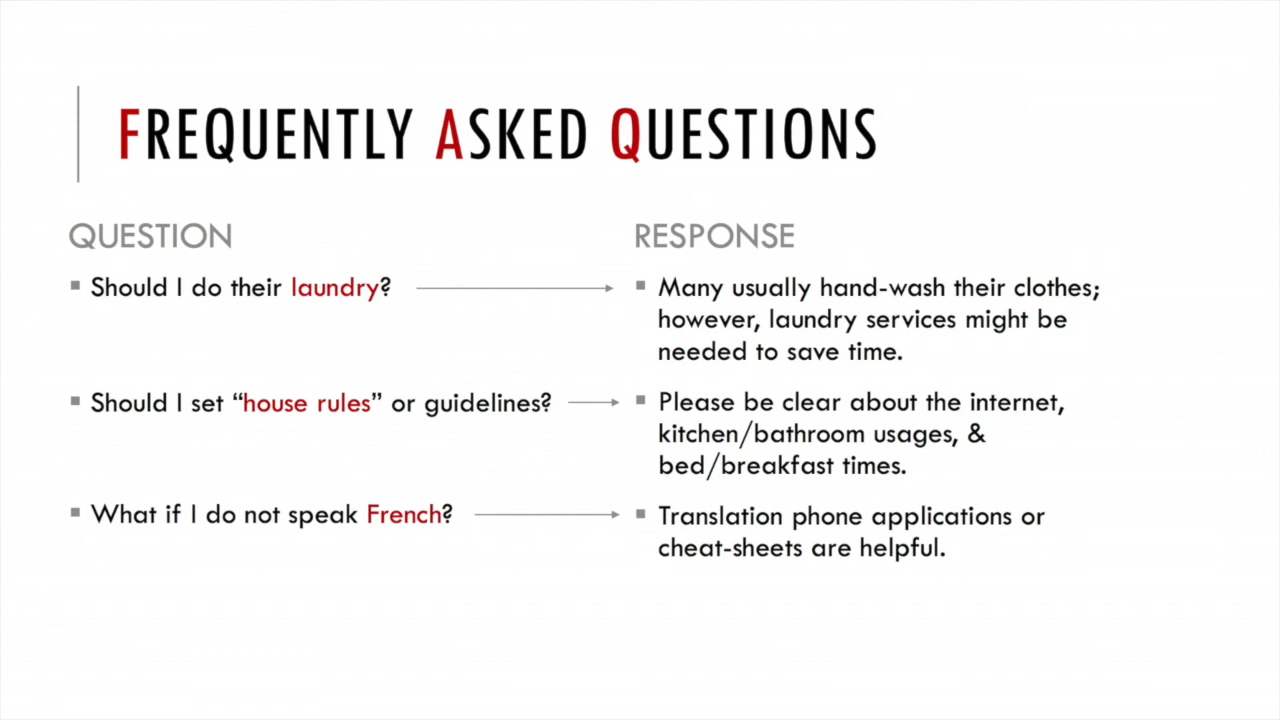 FREQUENTLY ASKED QUESTIONS
QUESTION
▪ Should I do their laundry?
▪ Should I set “house rules” or guidelines?
▪ What if I do not speak French?
RESPONSE
▪ Many usually hand-wash their clothes;
however, laundry services might be
needed to save time.
▪ Please be clear about the internet,
kitchen/bathroom usages, &
bed/breakfast times.
▪ Translation phone applications or
cheat-sheets are helpful.